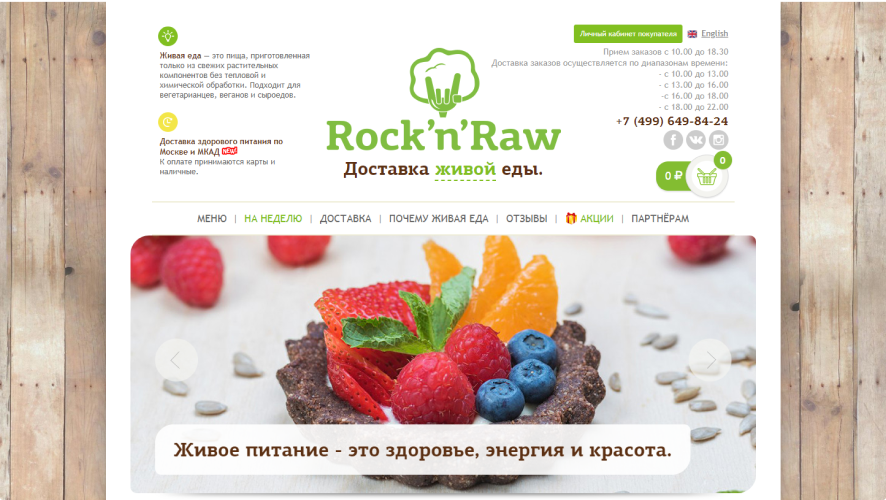 Живая еда — это пища, приготовленная
только из свежих растительных
компонентов без тепловой и
химической обработки. Подходит для
вегетарианцев, веганов и сыроедов.
Доставка здорового питания по
Москве и МКАД NEW!
К оплате принимаются карты и
наличные.
Rock’n’Raw
Доставка живой еды.
Личный кабинет покупателя English
Прием заказов с 10.00 до 18.30
Доставка заказов осуществляется по диапазонам времени:
- с 10.00 до 13.00
- с 13.00 до 16.00
-с 16.00 до 18.00
- с 18.00 до 22.00
+7 (499) 649-84-24
0
0 ₽
МЕНЮ | НА НЕДЕЛЮ | ДОСТАВКА | ПОЧЕМУ ЖИВАЯ ЕДА | ОТЗЫВЫ | АКЦИИ | ПАРТНЁРАМ
Живое питание - это здоровье, энергия и красота.